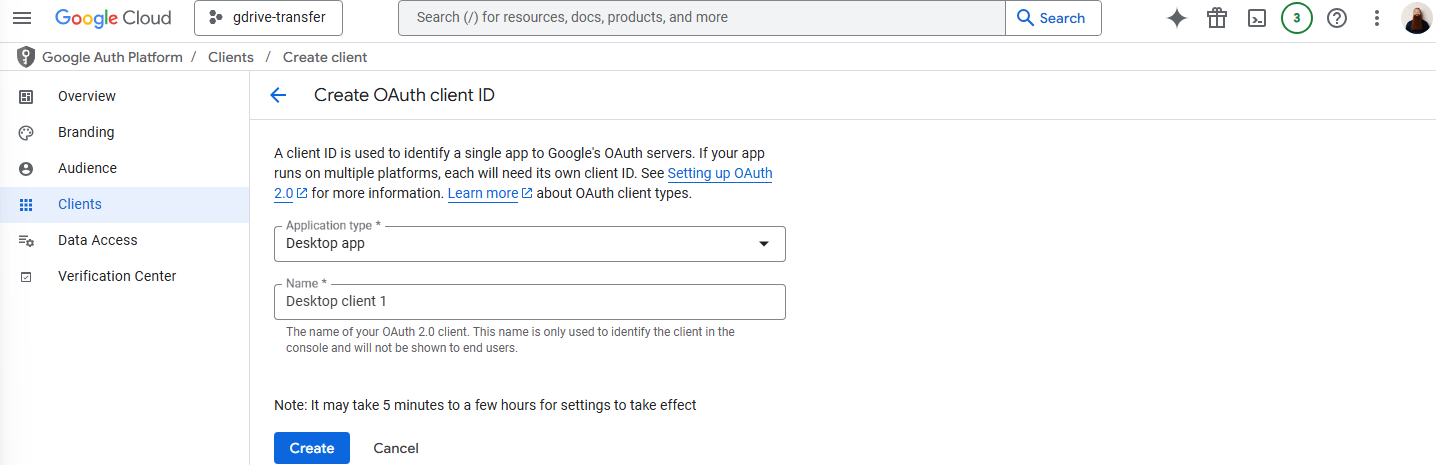 Google Cloud
gdrive-transfer
Search (/) for resources, docs, products, and more
Search
3
Google Auth Platform / Clients / Create client
Overview
Branding
Audience
Clients
Data Access
Verification Center
Create OAuth client ID
A client ID is used to identify a single app to Google's OAuth servers. If your app
runs on multiple platforms, each will need its own client ID. See Setting up OAuth
2.0 for more information. Learn more about OAuth client types.
Application type *
Desktop app
Name *
Desktop client 1
The name of your OAuth 2.0 client. This name is only used to identify the client in the
console and will not be shown to end users.
Note: It may take 5 minutes to a few hours for settings to take effect
Create
Cancel